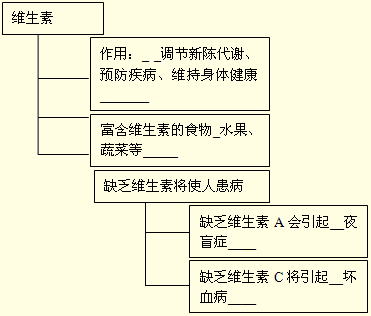 维生素
作用：_ _调节新陈代谢、
预防疾病、维持身体健康
_______
富含维生素的食物_水果、
蔬菜等_____
缺乏维生素将使人患病
缺乏维生素 A 会引起__夜
盲症____
缺乏维生素 C 将引起__坏
血病____